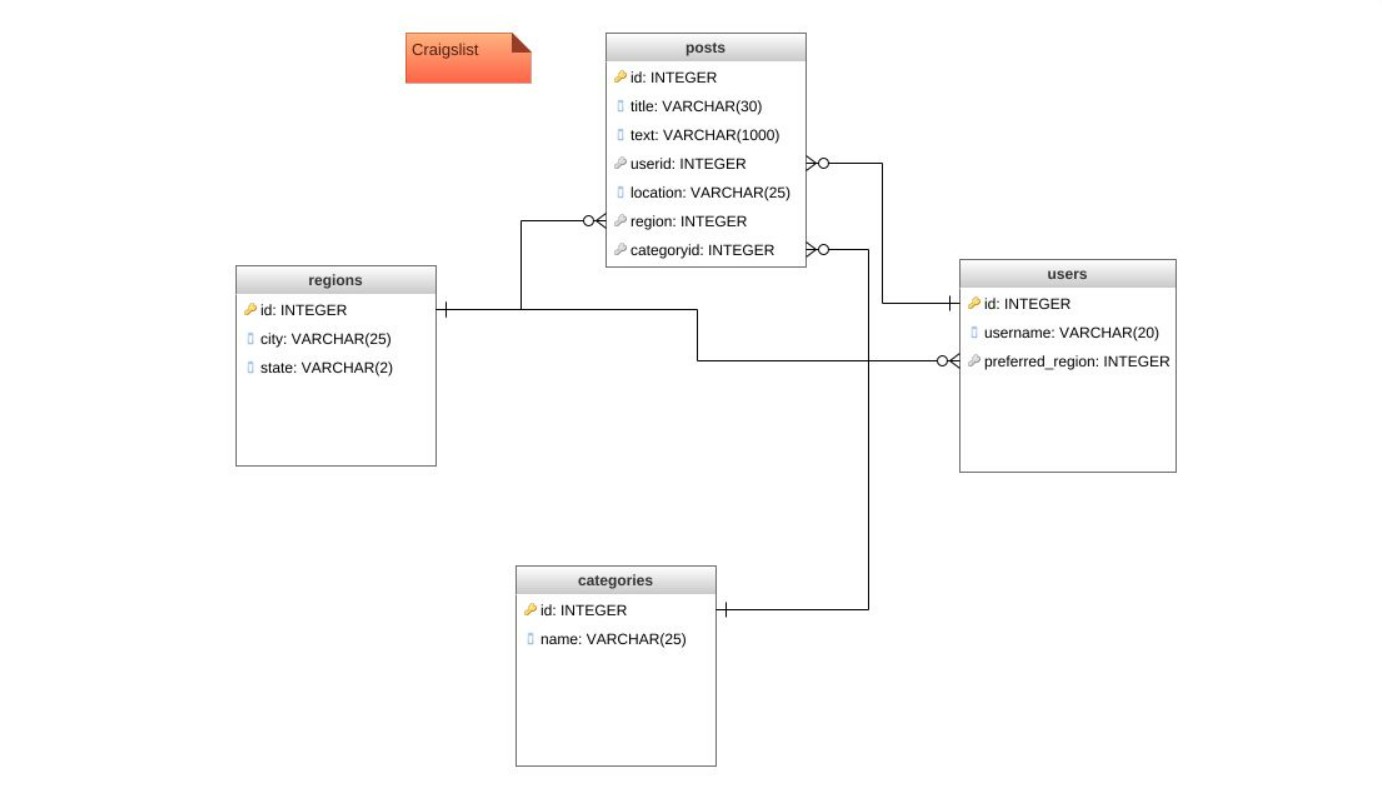 Craigslist
posts
id: INTEGER
title: VARCHAR(30)
text: VARCHAR(1000)
userid: INTEGER
location: VARCHAR(25)
region: INTEGER
categoryid: INTEGER
regions
id: INTEGER
city: VARCHAR(25)
state: VARCHAR(2)
users
id: INTEGER
username: VARCHAR(20)
preferred_region: INTEGER
categories
id: INTEGER
name: VARCHAR(25)